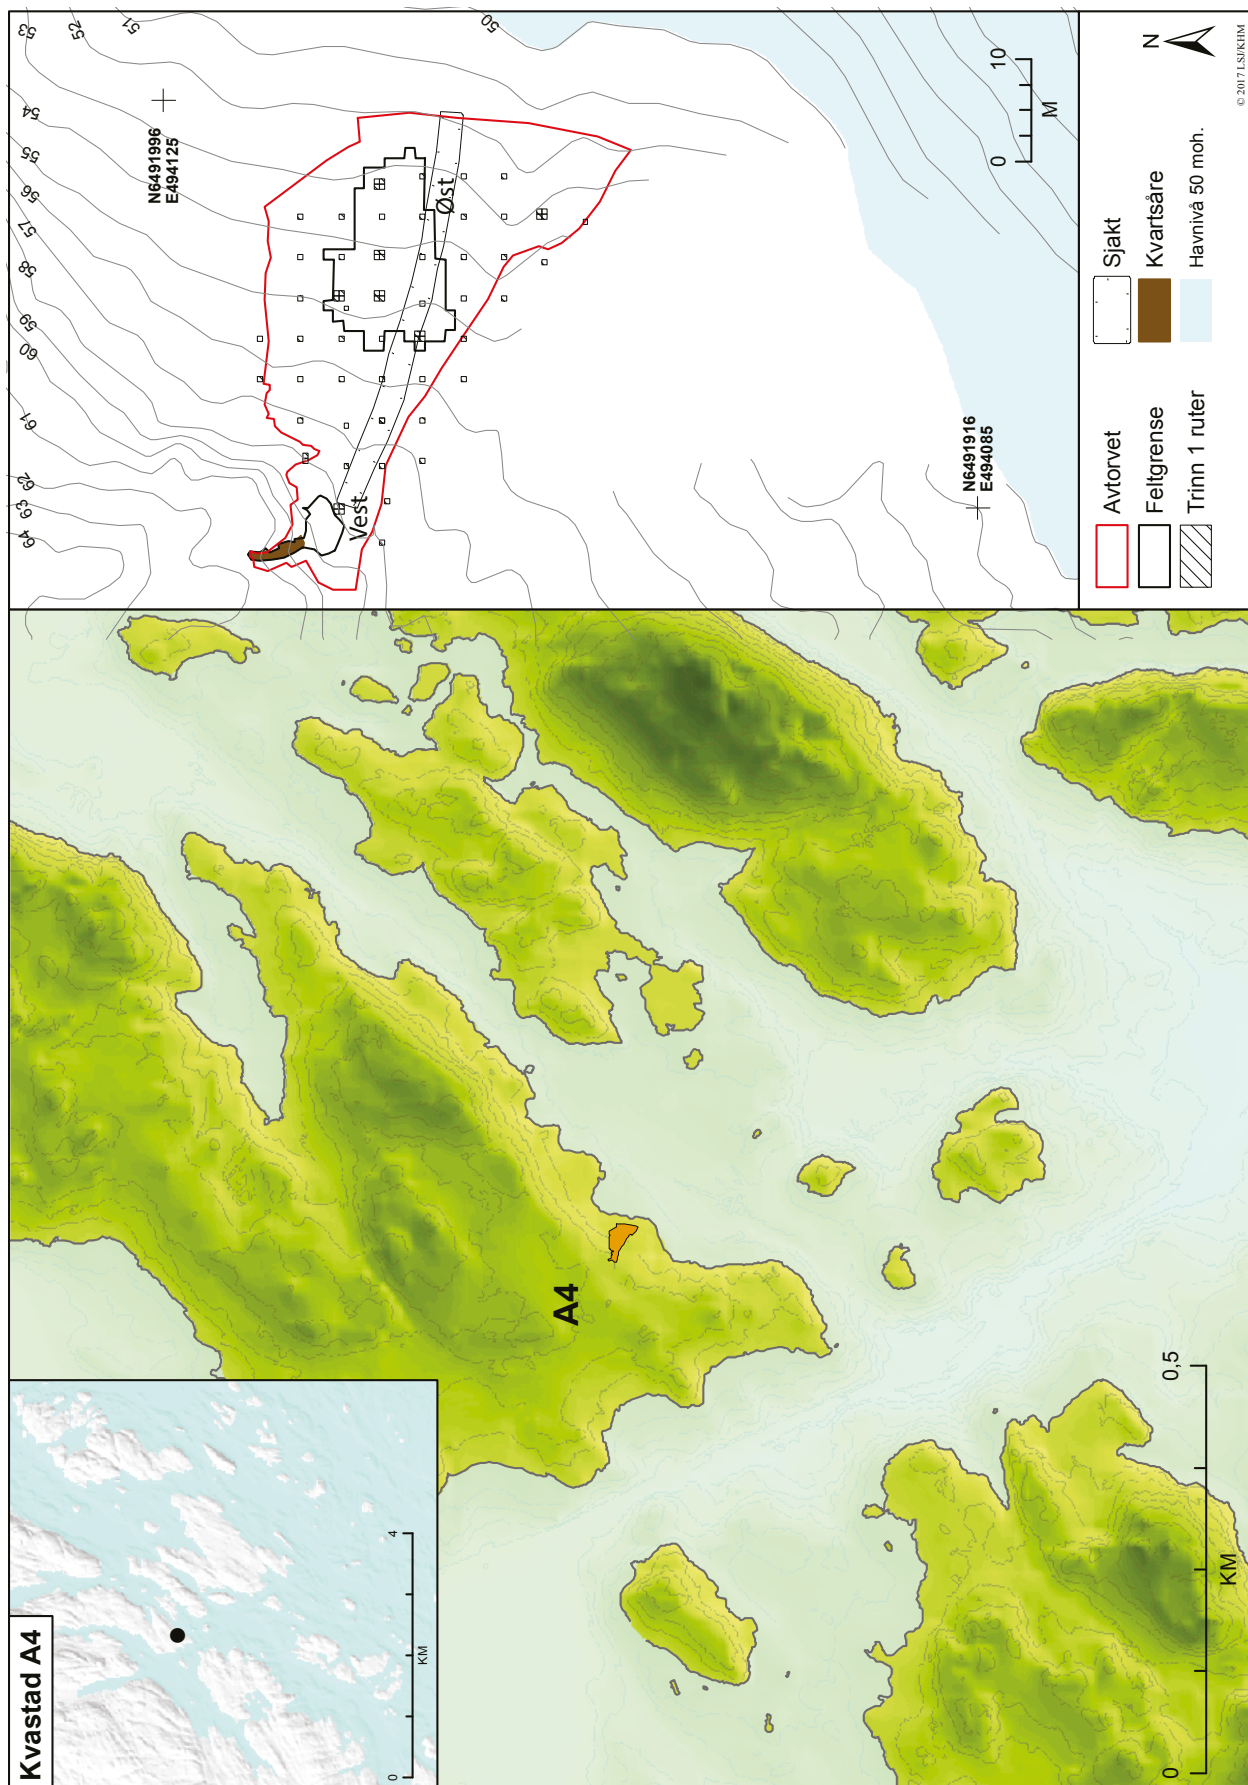 Kvastad A4
0
4
KM
A4
0
0,5
KM
53
52
51
50
54
55
56
57
58
59
60
61
62
63
64
N6491996
E494125
Vest
Øst
N6491916
E494085
0
10
M
Avtorvet
Feltgrense
Trinn 1 ruter
Sjakt
Kvartsåre
Havnivå 50 moh.
N
© 2017 LSJ/KHM